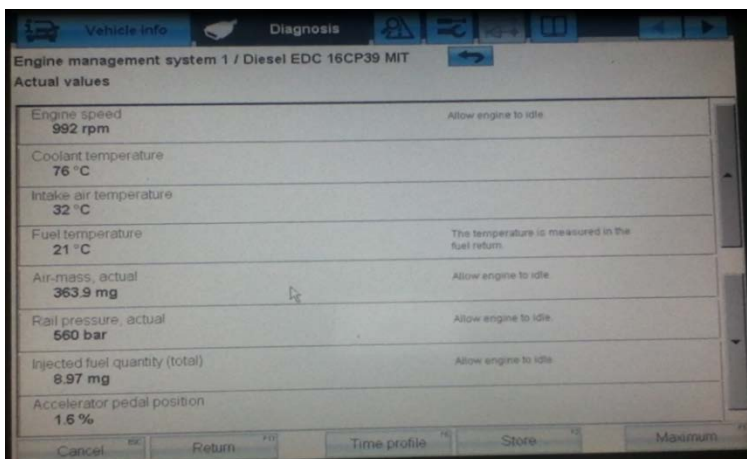 Vehicle info
Diagnosis
Engine management system 1 / Diesel EDC 16CP39 MIT
Actual values
Engine speed
992 rpm
Allow engine to idle.
Coolant temperature
76 °C
Intake air temperature
32 °C
Fuel temperature
21 °C
The temperature is measured in the
fuel return.
Air-mass, actual
363.9 mg
Allow engine to idle.
Rail pressure, actual
560 bar
Allow engine to idle.
Injected fuel quantity (total)
8.97 mg
Allow engine to idle.
Accelerator pedal position
1.6 %
Cancel
Return
Time profile
Store
Maximum